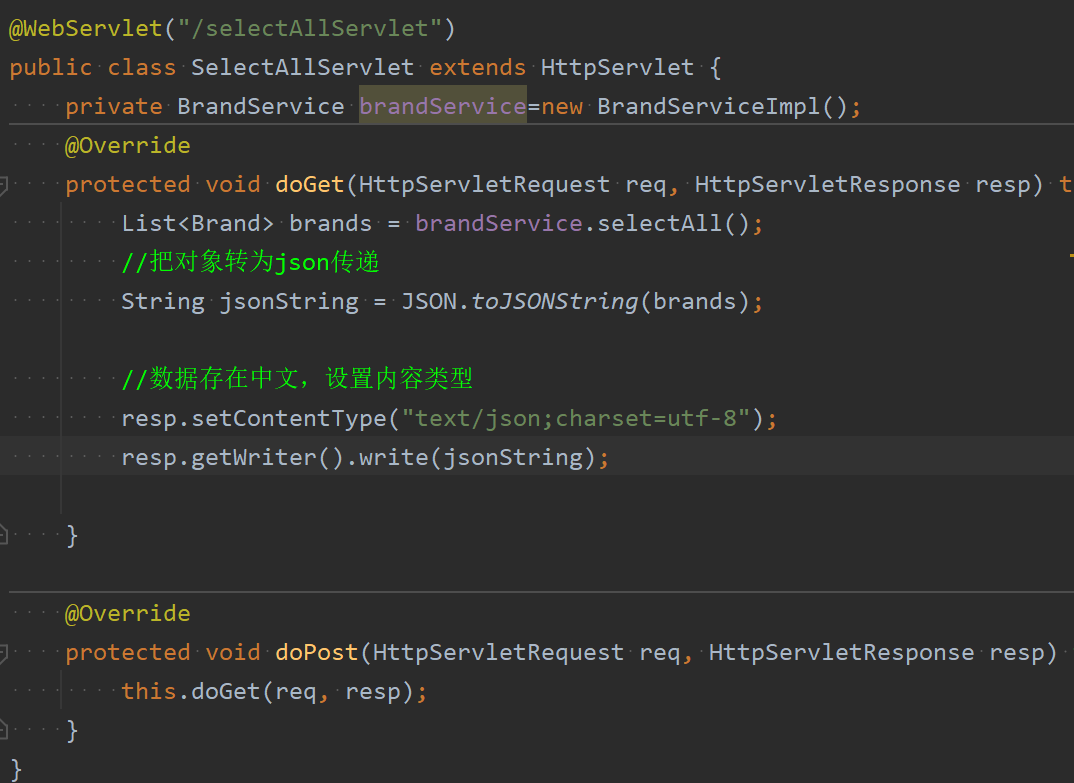 @WebServlet("/selectAllServlet")
public class SelectAllServlet extends HttpServlet {
    private BrandService brandService=new BrandServiceImpl();
    @Override
    protected void doGet(HttpServletRequest req, HttpServletResponse resp) t
        List<Brand> brands = brandService.selectAll();
        //把对象转为json传递
        String jsonString = JSON.toJSONString(brands);
        //数据存在中文，设置内容类型
        resp.setContentType("text/json;charset=utf-8");
        resp.getWriter().write(jsonString);
    }
    @Override
    protected void doPost(HttpServletRequest req, HttpServletResponse resp)
        this.doGet(req, resp);
    }
}